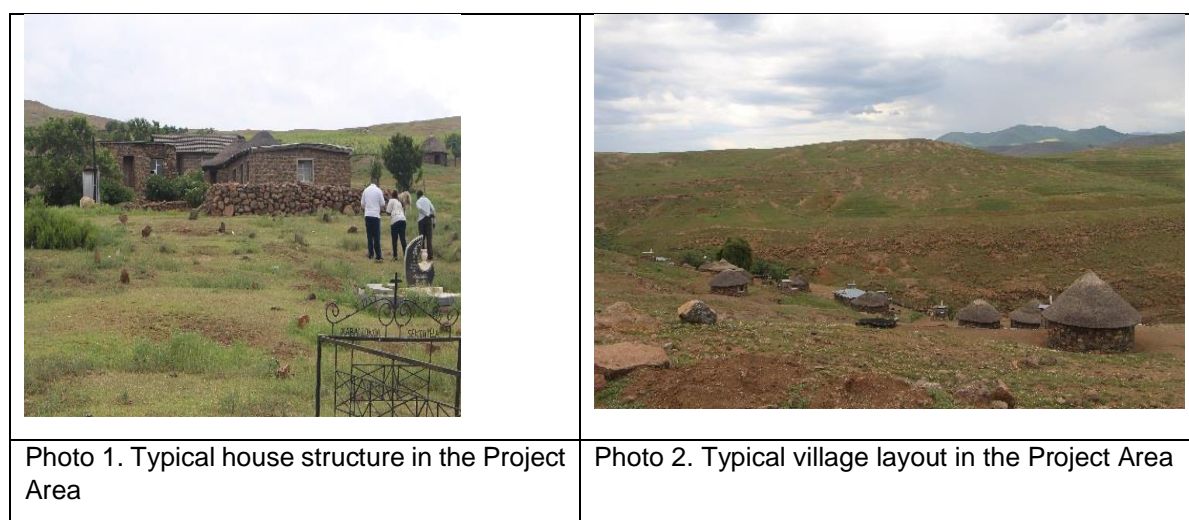 Photo 1. Typical house structure in the Project
Area
Photo 2. Typical village layout in the Project Area